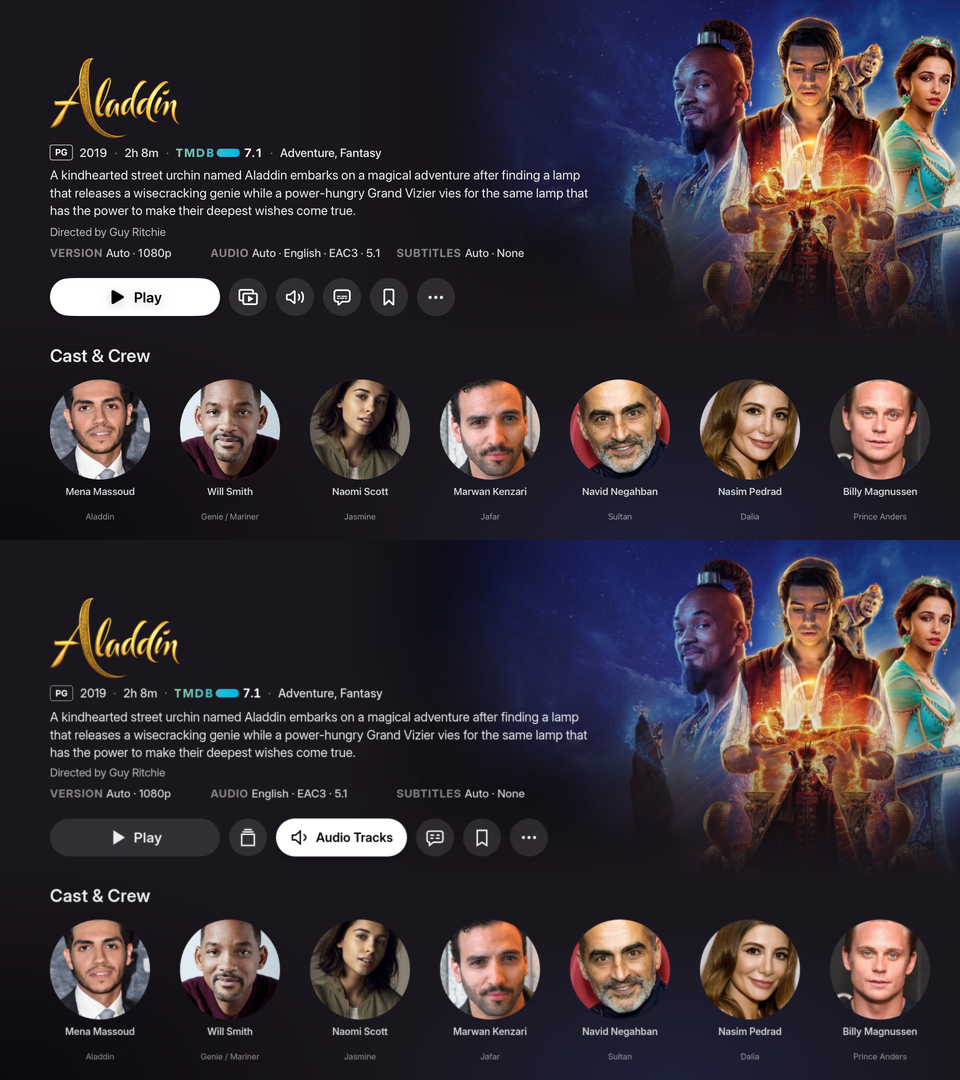 Aladdin
PG 2019 · 2h 8m · TMDB 7.1 · Adventure, Fantasy
A kindhearted street urchin named Aladdin embarks on a magical adventure after finding a lamp
that releases a wisecracking genie while a power-hungry Grand Vizier vies for the same lamp that
has the power to make their deepest wishes come true.
Directed by Guy Ritchie
VERSION Auto · 1080p AUDIO Auto · English · EAC3 · 5.1 SUBTITLES Auto · None
Play
Cast & Crew
Mena Massoud Will Smith Naomi Scott Marwan Kenzari Navid Negahban Nasim Pedrad Billy Magnussen
Aladdin Genie / Mariner Jasmine Jafar Sultan Dalia Prince Anders
Aladdin
PG 2019 · 2h 8m · TMDB 7.1 · Adventure, Fantasy
A kindhearted street urchin named Aladdin embarks on a magical adventure after finding a lamp
that releases a wisecracking genie while a power-hungry Grand Vizier vies for the same lamp that
has the power to make their deepest wishes come true.
Directed by Guy Ritchie
VERSION Auto · 1080p AUDIO English · EAC3 · 5.1 SUBTITLES Auto · None
Play Audio Tracks
Cast & Crew
Mena Massoud Will Smith Naomi Scott Marwan Kenzari Navid Negahban Nasim Pedrad Billy Magnussen
Aladdin Genie / Mariner Jasmine Jafar Sultan Dalia Prince Anders